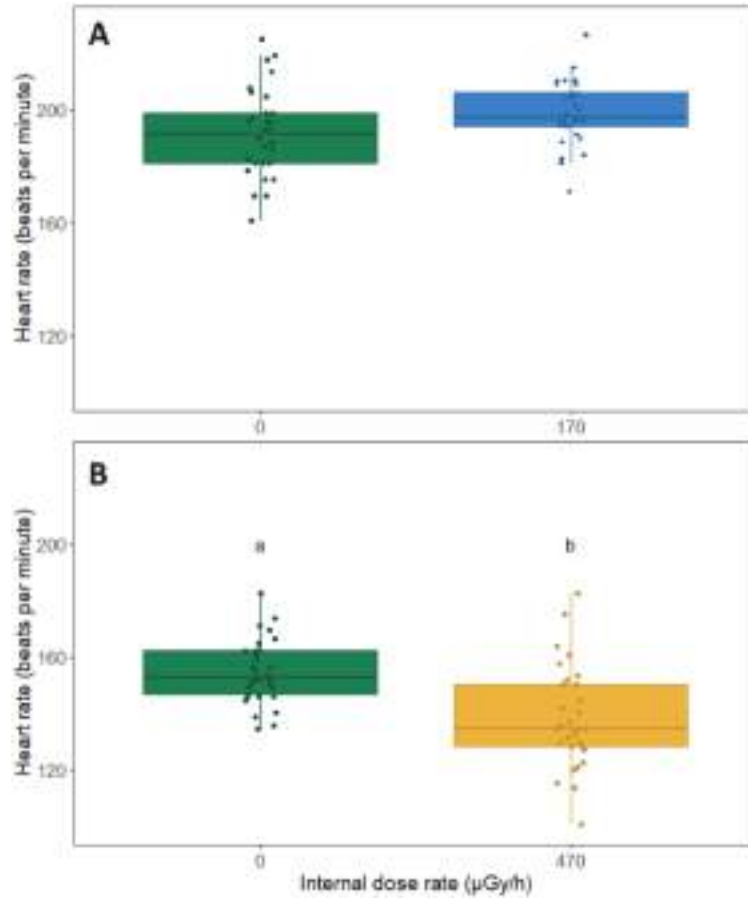 A
Heart rate (beats per minute)
200
160
120
0 170
B
Heart rate (beats per minute)
200
160
120
a b
0 470
Internal dose rate (µGy/h)